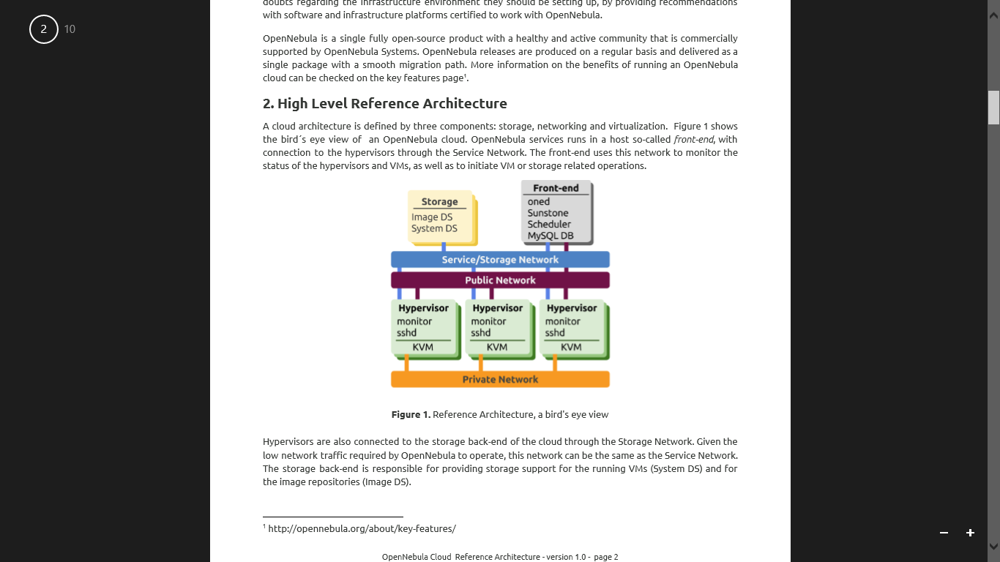 doubts regarding the infrastructure environment they should be setting up, by providing recommendations
with software and infrastructure platforms certified to work with OpenNebula.
2 10
OpenNebula is a single fully open-source product with a healthy and active community that is commercially
supported by OpenNebula Systems. OpenNebula releases are produced on a regular basis and delivered as a
single package with a smooth migration path. More information on the benefits of running an OpenNebula
cloud can be checked on the key features page¹.
2. High Level Reference Architecture
A cloud architecture is defined by three components: storage, networking and virtualization. Figure 1 shows
the bird´s eye view of an OpenNebula cloud. OpenNebula services runs in a host so-called front-end, with
connection to the hypervisors through the Service Network. The front-end uses this network to monitor the
status of the hypervisors and VMs, as well as to initiate VM or storage related operations.
Storage
Image DS
System DS
Front-end
oned
Sunstone
Scheduler
MySQL DB
Service/Storage Network
Public Network
Hypervisor
monitor
sshd
KVM
Hypervisor
monitor
sshd
KVM
Hypervisor
monitor
sshd
KVM
Private Network
Figure 1. Reference Architecture, a bird's eye view
Hypervisors are also connected to the storage back-end of the cloud through the Storage Network. Given the
low network traffic required by OpenNebula to operate, this network can be the same as the Service Network.
The storage back-end is responsible for providing storage support for the running VMs (System DS) and for
the image repositories (Image DS).
¹ http://opennebula.org/about/key-features/
OpenNebula Cloud Reference Architecture - version 1.0 - page 2